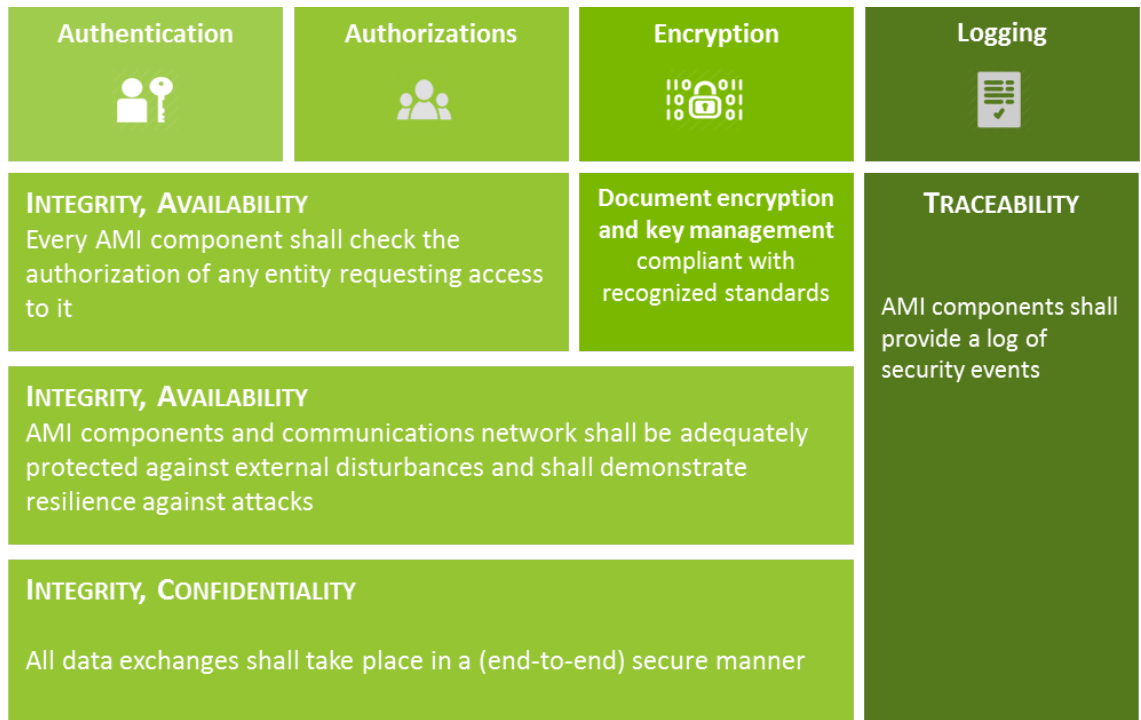 Authentication
Authorizations
Encryption
Logging
INTEGRITY, AVAILABILITY
Every AMI component shall check the
authorization of any entity requesting access
to it
Document encryption
and key management
compliant with
recognized standards
TRACEABILITY
AMI components shall
provide a log of
security events
INTEGRITY, AVAILABILITY
AMI components and communications network shall be adequately
protected against external disturbances and shall demonstrate
resilience against attacks
INTEGRITY, CONFIDENTIALITY
All data exchanges shall take place in a (end-to-end) secure manner